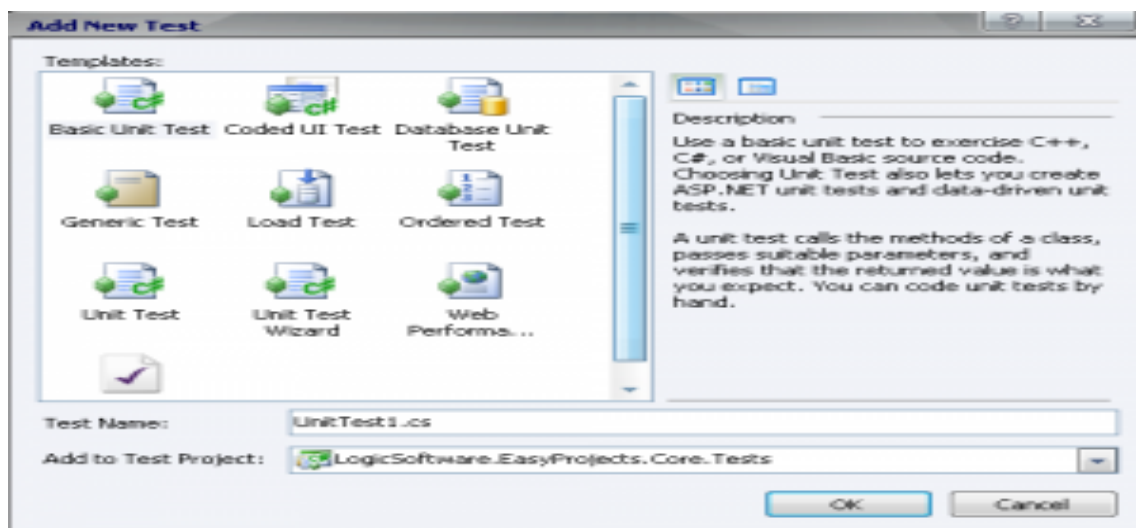 Add New Test
Templates:
Basic Unit Test
Coded UI Test
Database Unit
Test
Generic Test
Load Test
Ordered Test
Unit Test
Unit Test
Wizard
Web
Performa...
Description
Use a basic unit test to exercise C++,
C#, or Visual Basic source code.
Choosing Unit Test also lets you create
ASP.NET unit tests and data-driven unit
tests.
A unit test calls the methods of a class,
passes suitable parameters, and
verifies that the returned value is what
you expect. You can code unit tests by
hand.
Test Name:
UnitTest1.cs
Add to Test Project:
LogicSoftware.EasyProjects.Core.Tests
OK
Cancel